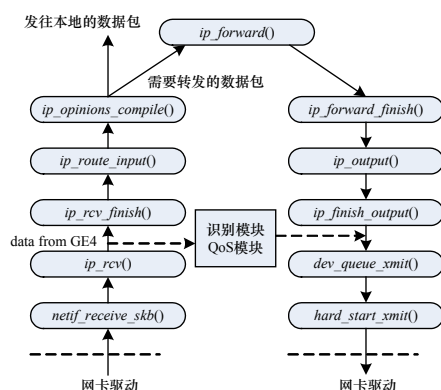 发往本地的数据包
ip_forward()
需要转发的数据包
ip_opinions_compile()
ip_forward_finish()
ip_route_input()
ip_output()
ip_rcv_finish()
ip_finish_output()
data from GE4
识别模块
QoS模块
ip_rcv()
dev_queue_xmit()
netif_receive_skb()
hard_start_xmit()
网卡驱动
网卡驱动